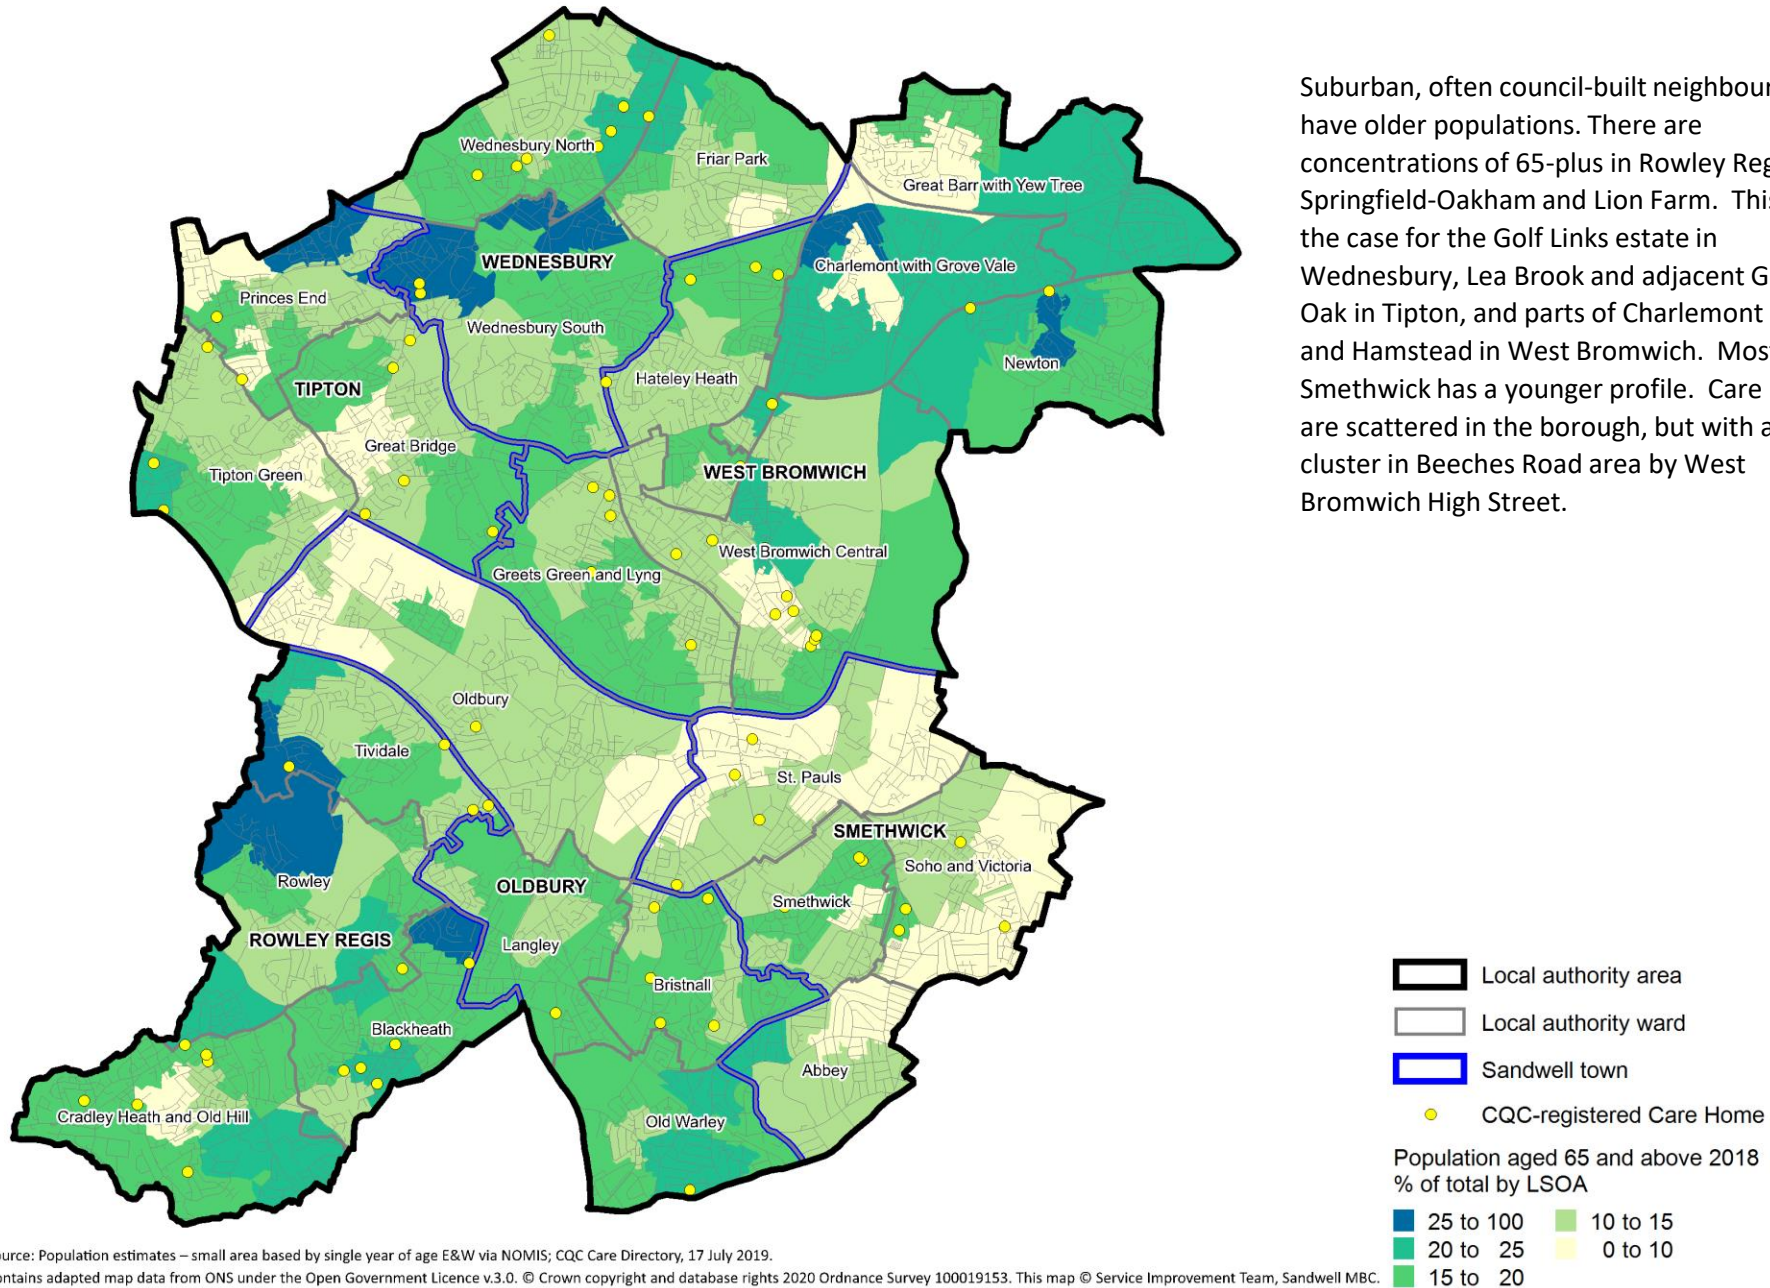 Suburban, often council-built neighbour
have older populations. There are
concentrations of 65-plus in Rowley Reg
Springfield-Oakham and Lion Farm. This
the case for the Golf Links estate in
Wednesbury, Lea Brook and adjacent G
Oak in Tipton, and parts of Charlemont
and Hamstead in West Bromwich. Most
Smethwick has a younger profile. Care
are scattered in the borough, but with a
cluster in Beeches Road area by West
Bromwich High Street.
Wednesbury North
Friar Park
Great Barr with Yew Tree
WEDNESBURY
Charlemont with Grove Vale
Princes End
Wednesbury South
Newton
TIPTON
Hateley Heath
Great Bridge
Tipton Green
WEST BROMWICH
West Bromwich Central
Greets Green and Lyng
Oldbury
Tividale
St. Pauls
SMETHWICK
Rowley
OLDBURY
Soho and Victoria
Smethwick
ROWLEY REGIS
Langley
Bristnall
Blackheath
Abbey
Cradley Heath and Old Hill
Old Warley
Local authority area
Local authority ward
Sandwell town
CQC-registered Care Home
Population aged 65 and above 2018
% of total by LSOA
25 to 100 10 to 15
20 to 25 0 to 10
15 to 20
urce: Population estimates – small area based by single year of age E&W via NOMIS; CQC Care Directory, 17 July 2019.
ontains adapted map data from ONS under the Open Government Licence v.3.0. © Crown copyright and database rights 2020 Ordnance Survey 100019153. This map © Service Improvement Team, Sandwell MBC.